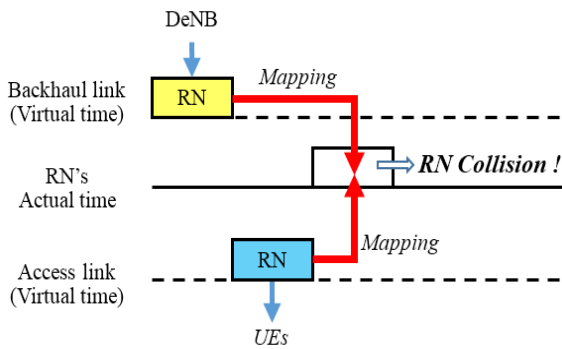 DeNB
Backhaul link
(Virtual time)
RN
Mapping
RN's
Actual time
RN Collision !
Access link
(Virtual time)
RN
Mapping
UEs